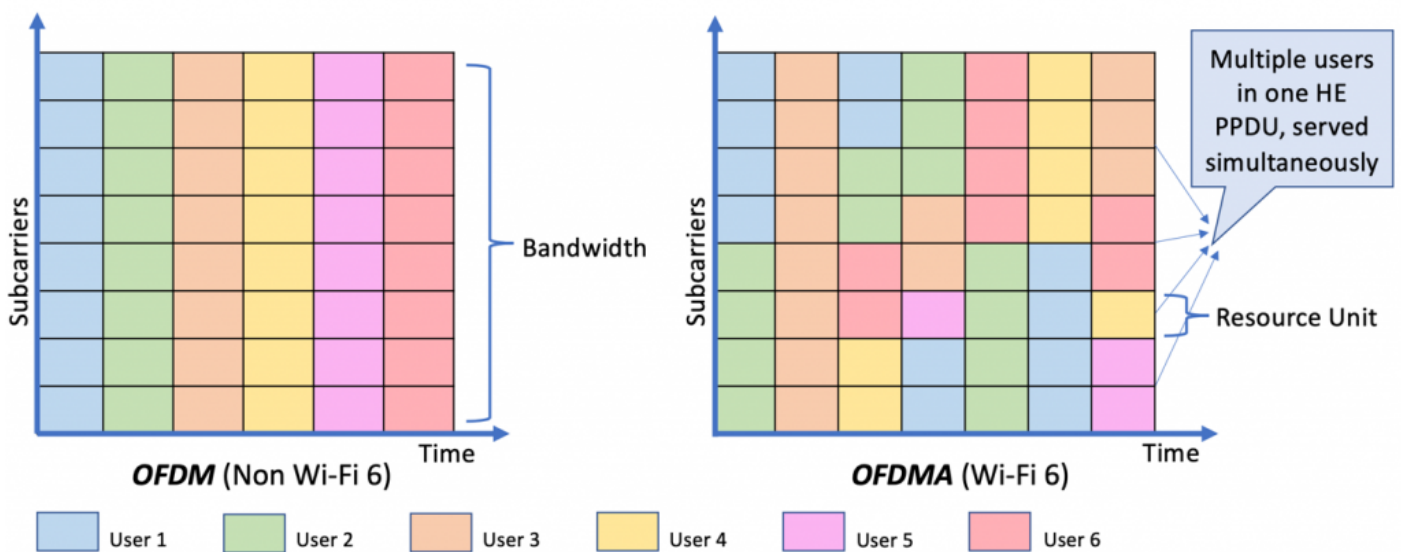 Subcarriers
Bandwidth
Time
OFDM (Non Wi-Fi 6)
Subcarriers
Multiple users
in one HE
PPDU, served
simultaneously
Resource Unit
Time
OFDMA (Wi-Fi 6)
User 1
User 2
User 3
User 4
User 5
User 6